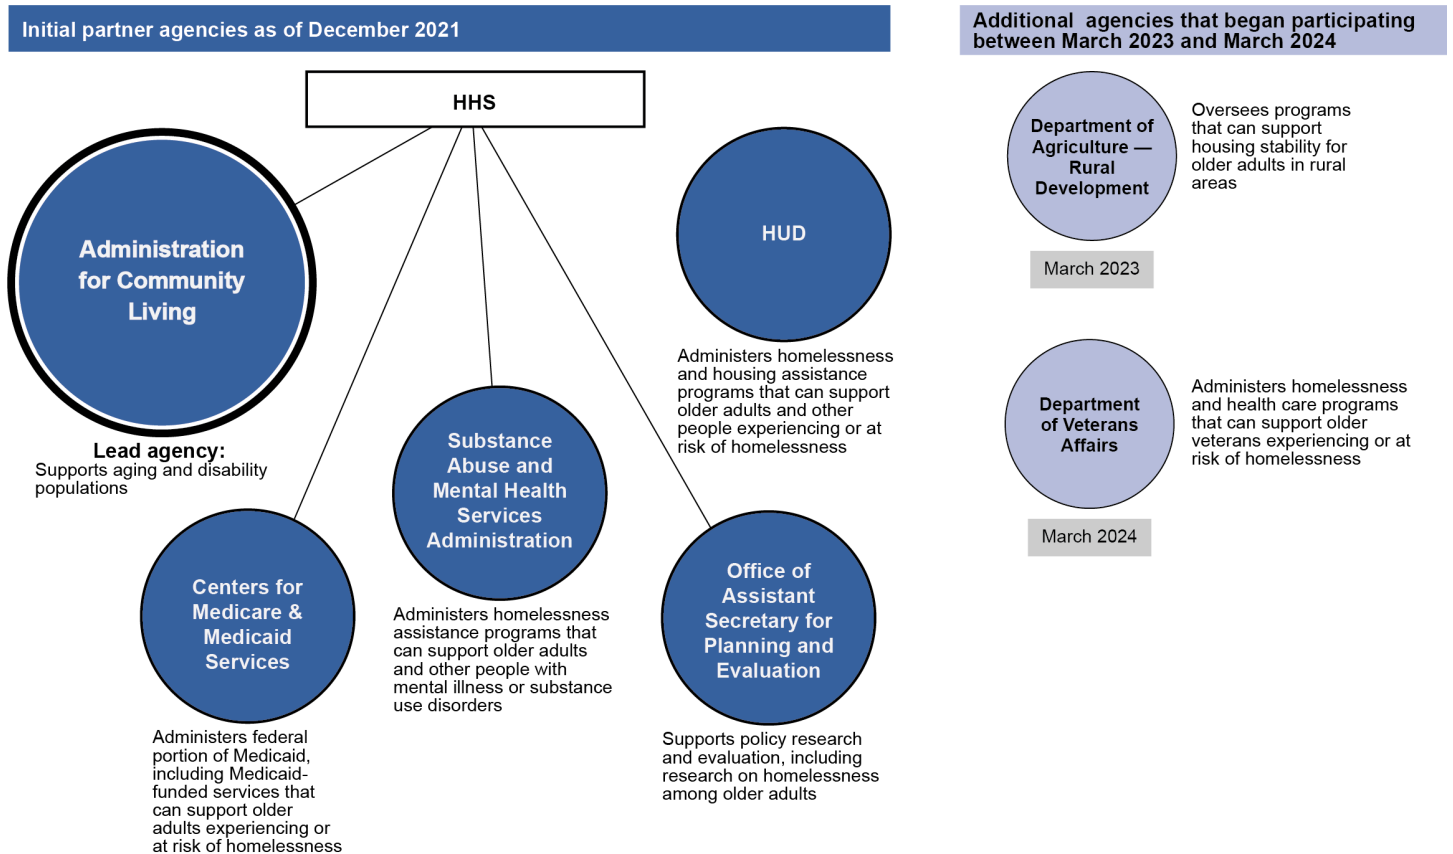 Initial partner agencies as of December 2021
HHS
Administration
for Community
Living
Lead agency:
Supports aging and disability
populations
Centers for
Medicare &
Medicaid
Services
Administers federal
portion of Medicaid,
including Medicaid-
funded services that
can support older
adults experiencing or
at risk of homelessness
Substance
Abuse and
Mental Health
Services
Administration
Administers homelessness
assistance programs that
can support older adults
and other people with
mental illness or substance
use disorders
HUD
Administers homelessness
and housing assistance
programs that can support
older adults and other
people experiencing or at
risk of homelessness
Office of
Assistant
Secretary for
Planning and
Evaluation
Supports policy research
and evaluation, including
research on homelessness
among older adults
Additional agencies that began participating
between March 2023 and March 2024
Department of
Agriculture —
Rural
Development
Oversees programs
that can support
housing stability for
older adults in rural
areas
March 2023
Department
of Veterans
Affairs
Administers homelessness
and health care programs
that can support older
veterans experiencing or at
risk of homelessness
March 2024